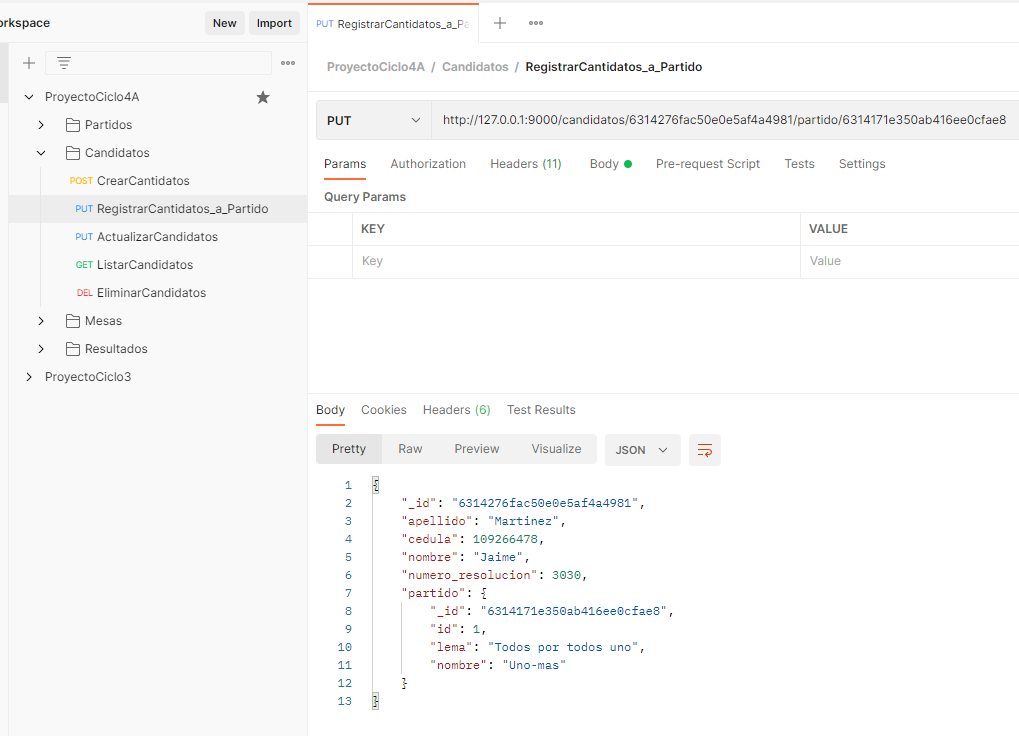 orkspace
New
Import
PUT RegistrarCantidatos_a_Pa
ProyectoCiclo4A / Candidatos / RegistrarCantidatos_a_Partido
ProyectoCiclo4A
Partidos
Candidatos
POST CrearCantidatos
PUT RegistrarCantidatos_a_Partido
PUT ActualizarCandidatos
GET ListarCandidatos
DEL EliminarCandidatos
Mesas
Resultados
ProyectoCiclo3
PUT
http://127.0.0.1:9000/candidatos/6314276fac50e0e5af4a4981/partido/6314171e350ab416ee0cfae8
Params Authorization Headers (11) Body Pre-request Script Tests Settings
Query Params
KEY VALUE
Key Value
Body Cookies Headers (6) Test Results
Pretty Raw Preview Visualize JSON
1 {
2 "_id": "6314276fac50e0e5af4a4981",
3 "apellido": "Martinez",
4 "cedula": 109266478,
5 "nombre": "Jaime",
6 "numero_resolucion": 3030,
7 "partido": {
8 "_id": "6314171e350ab416ee0cfae8",
9 "id": 1,
10 "lema": "Todos por todos uno",
11 "nombre": "Uno-mas"
12 }
13 }